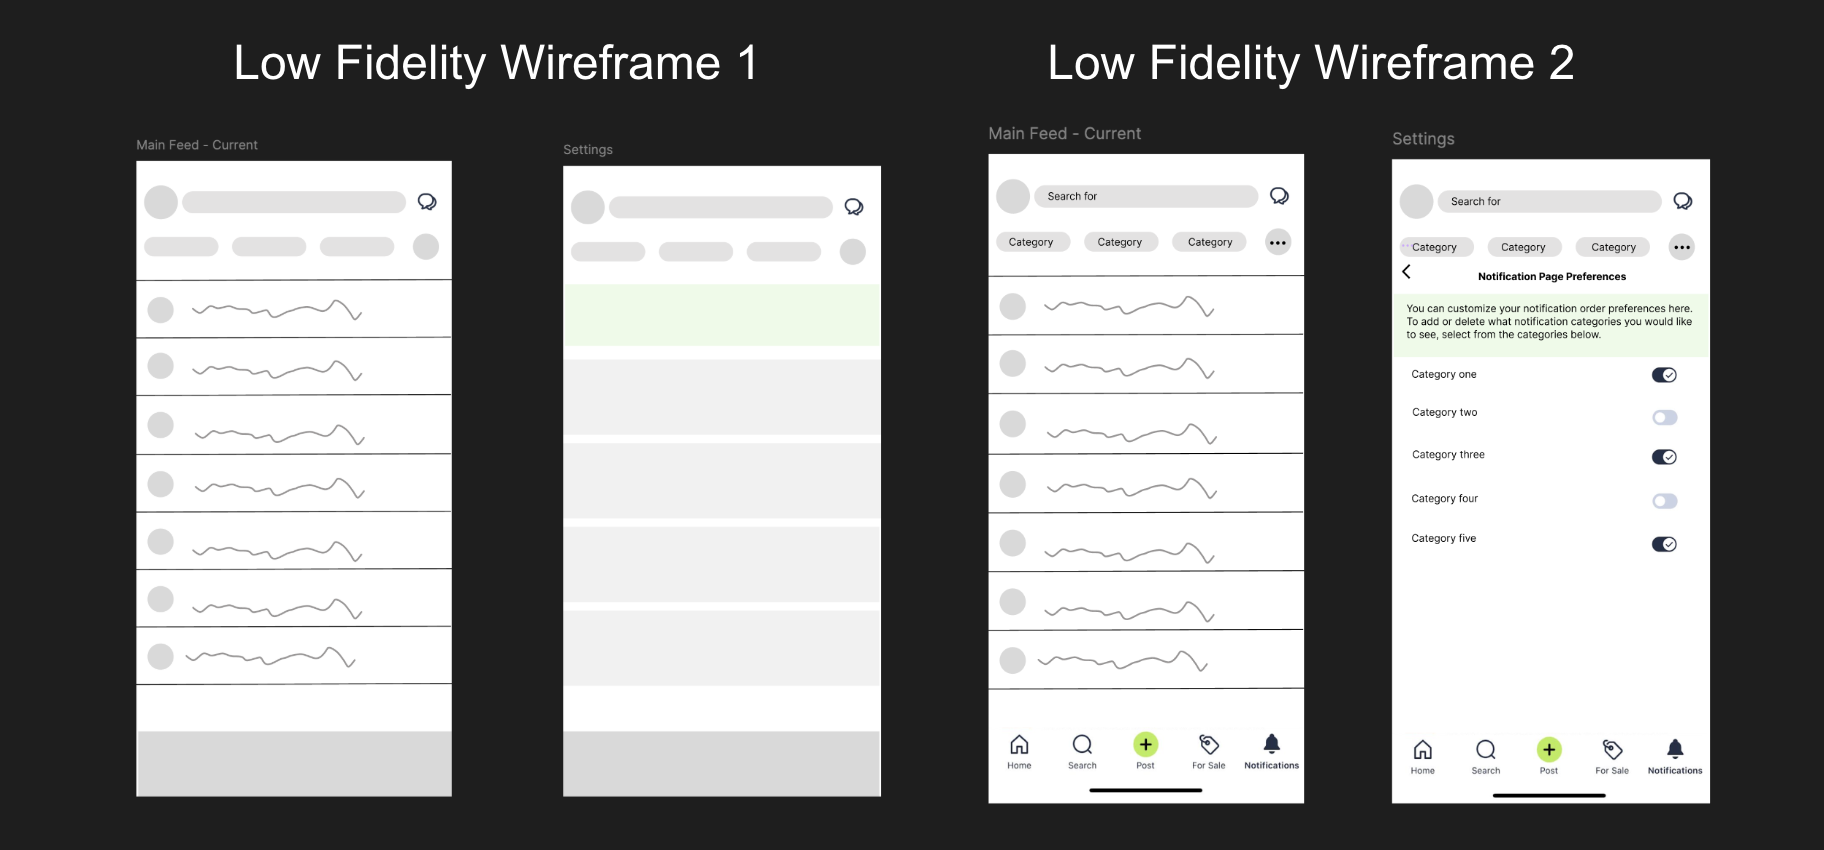 Low Fidelity Wireframe 1
Main Feed - Current
Settings
Low Fidelity Wireframe 2
Main Feed - Current
Search for
Category Category Category
Home Search Post For Sale Notifications
Settings
Search for
Category Category Category
Notification Page Preferences
You can customize your notification order preferences here.
To add or delete what notification categories you would like
to see, select from the categories below.
Category one
Category two
Category three
Category four
Category five
Home Search Post For Sale Notifications